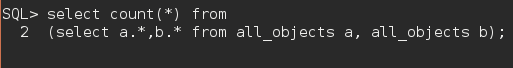 SQL> select count(*) from
  2  (select a.*,b.* from all_objects a, all_objects b);